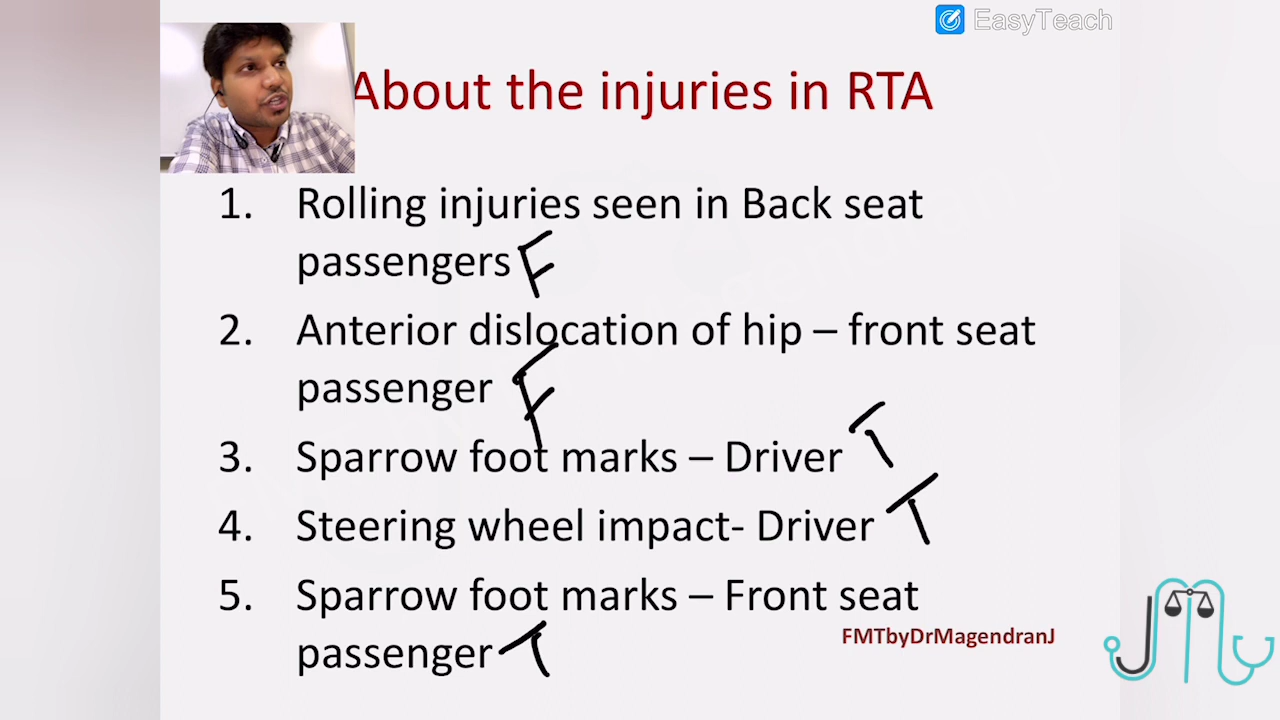 EasyTeach
About the injuries in RTA
1. Rolling injuries seen in Back seat
passengers F
2. Anterior dislocation of hip – front seat
passenger F
3. Sparrow foot marks – Driver T
4. Steering wheel impact- Driver T
5. Sparrow foot marks – Front seat
passenger T
FMTbyDrMagendranJ